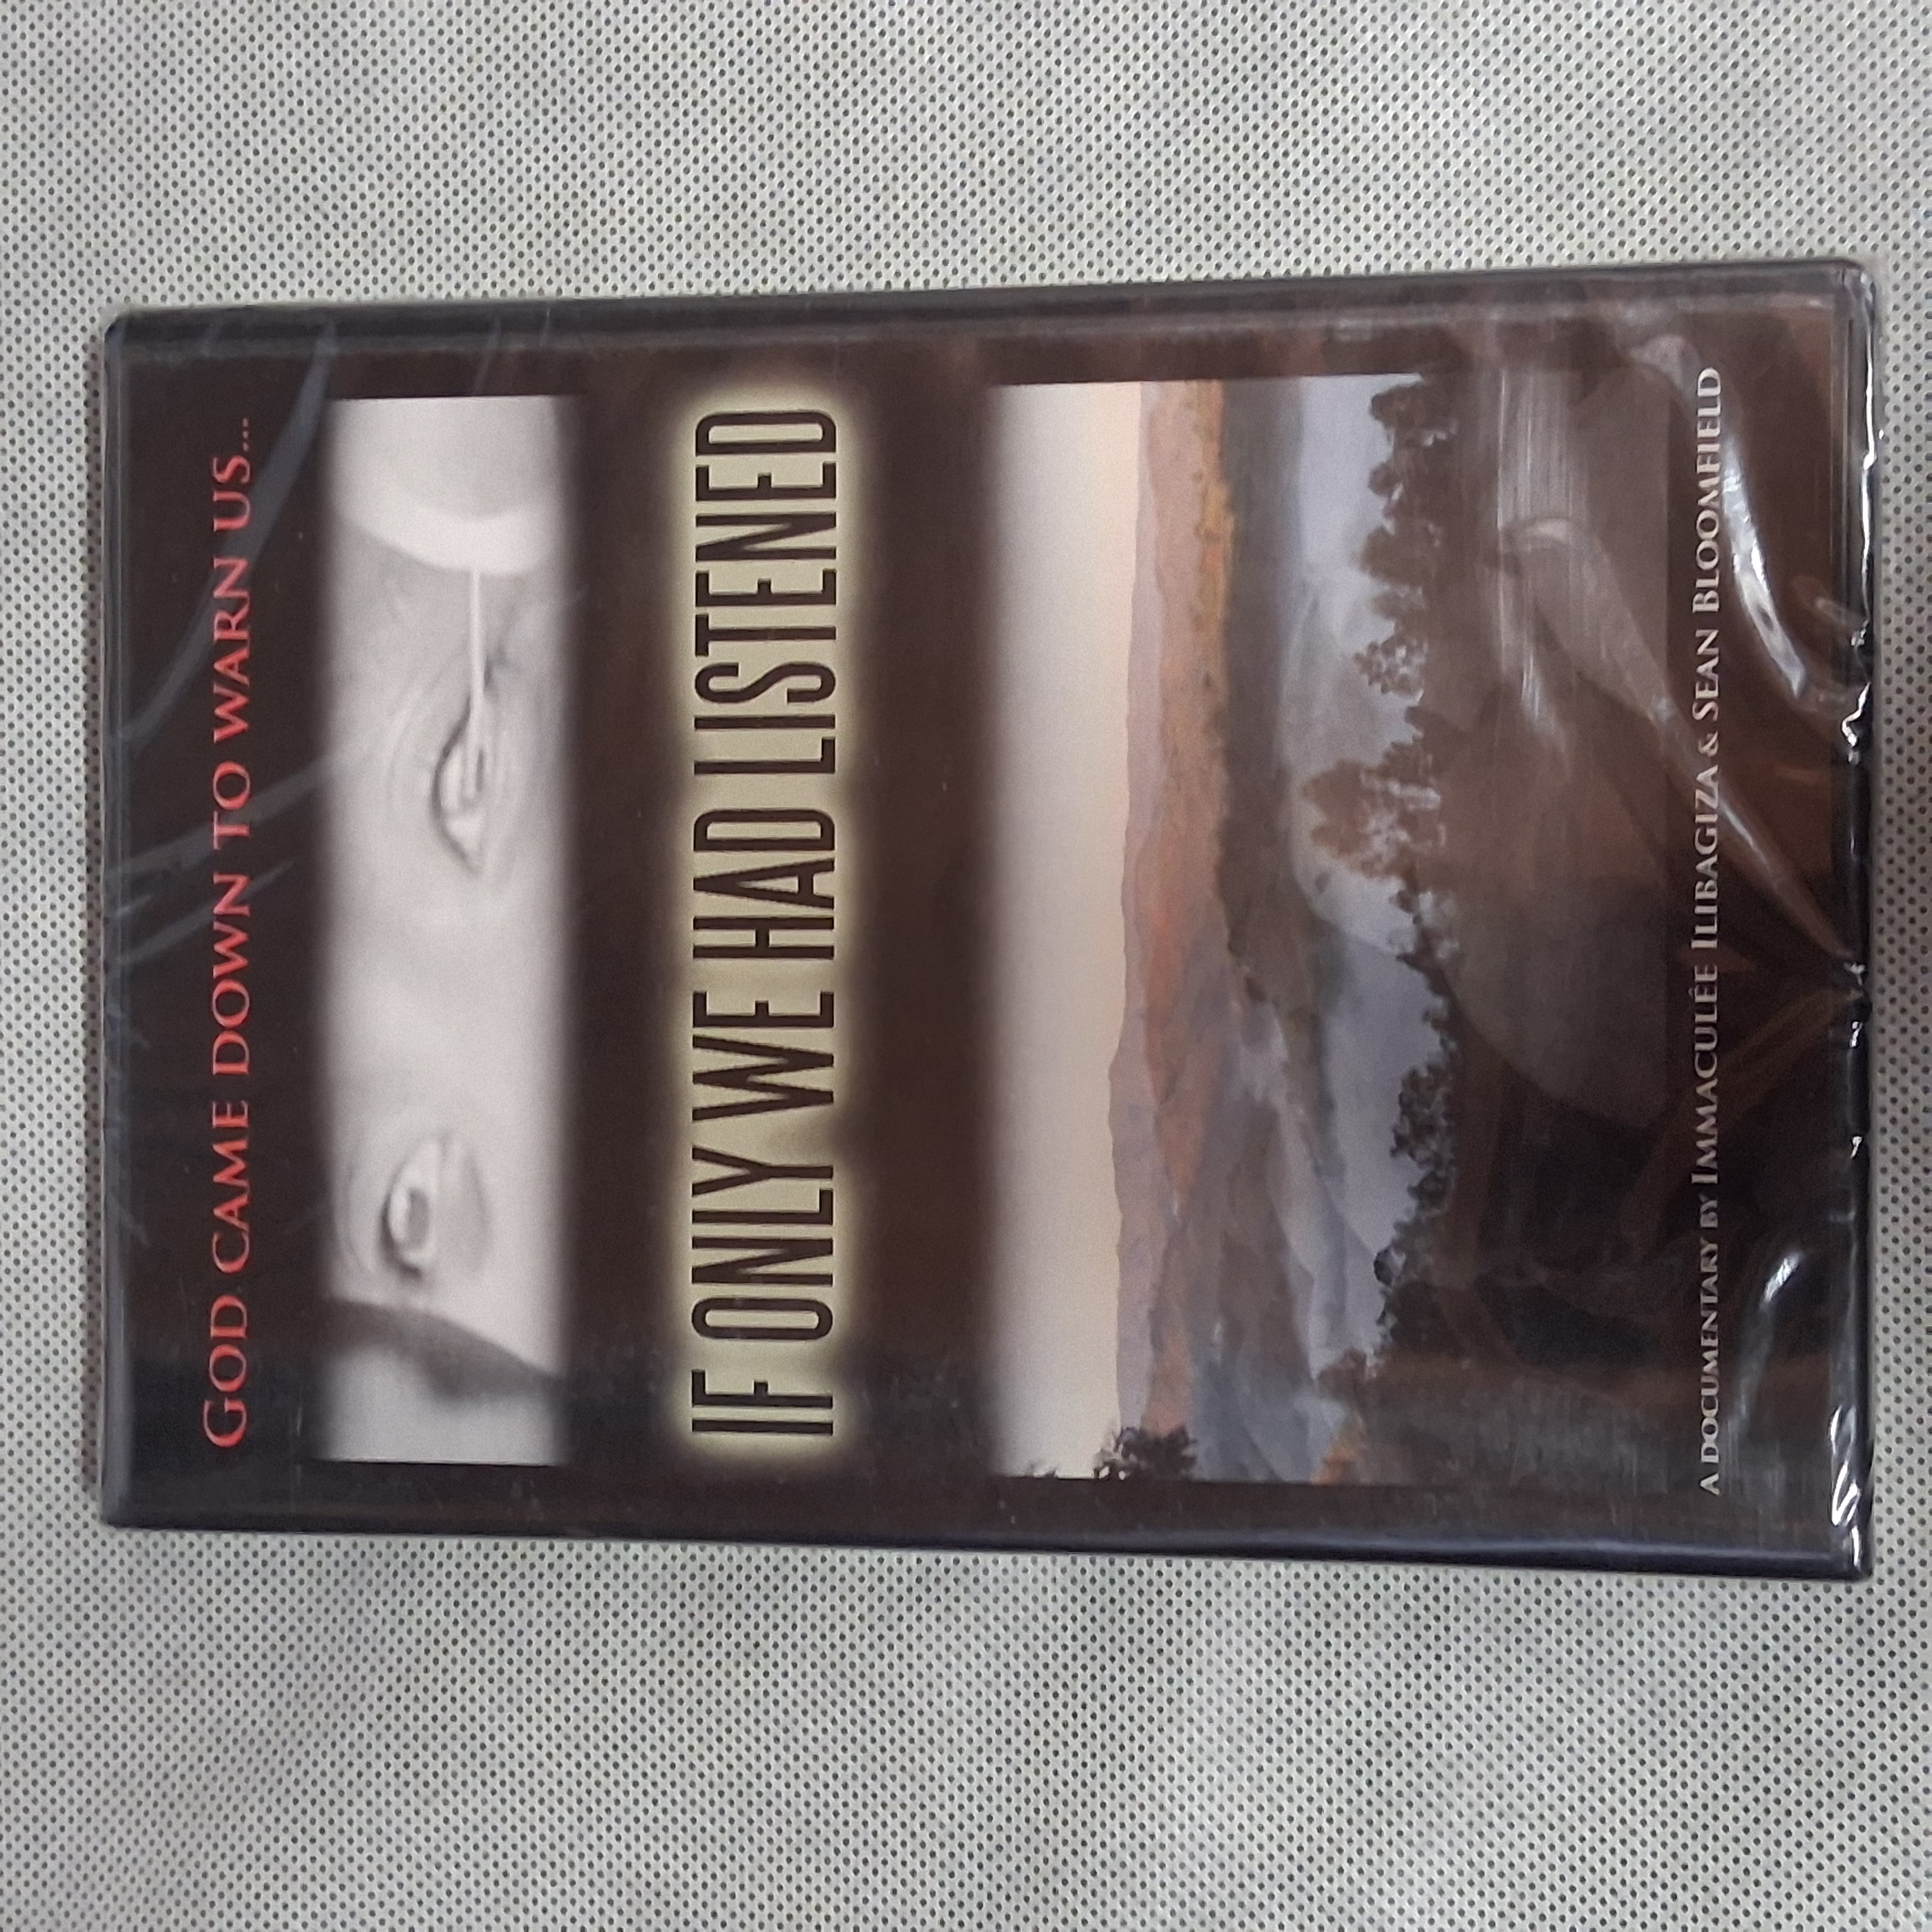 GOD CAME DOWN TO WARN US...
IF ONLY WE HAD LISTENED
A DOCUMENTARY BY IMMACULÉE ILIBAGIZA & SEAN BLOOMFIELD